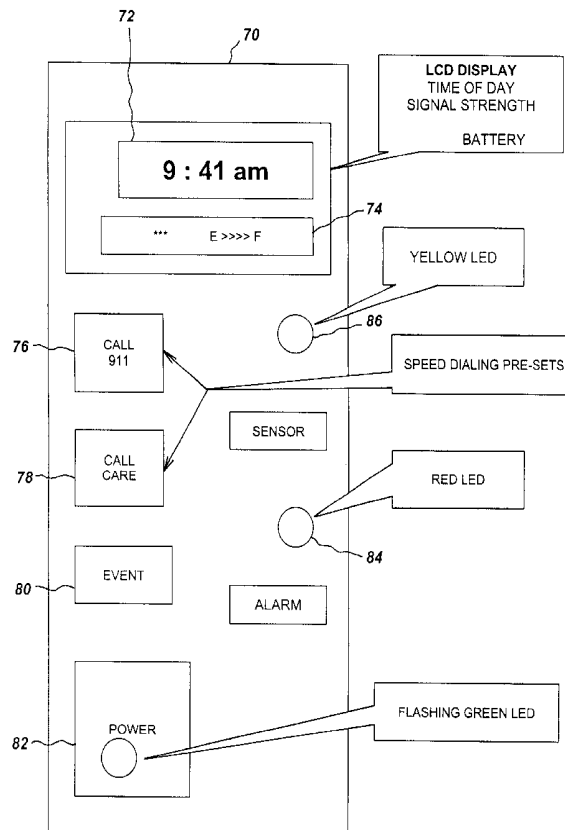 72
70
LCD DISPLAY
TIME OF DAY
SIGNAL STRENGTH
BATTERY
9 : 41 am
74
*** E >>>> F
YELLOW LED
86
76
CALL
911
SPEED DIALING PRE-SETS
SENSOR
78
CALL
CARE
RED LED
84
80
EVENT
ALARM
82
POWER
FLASHING GREEN LED